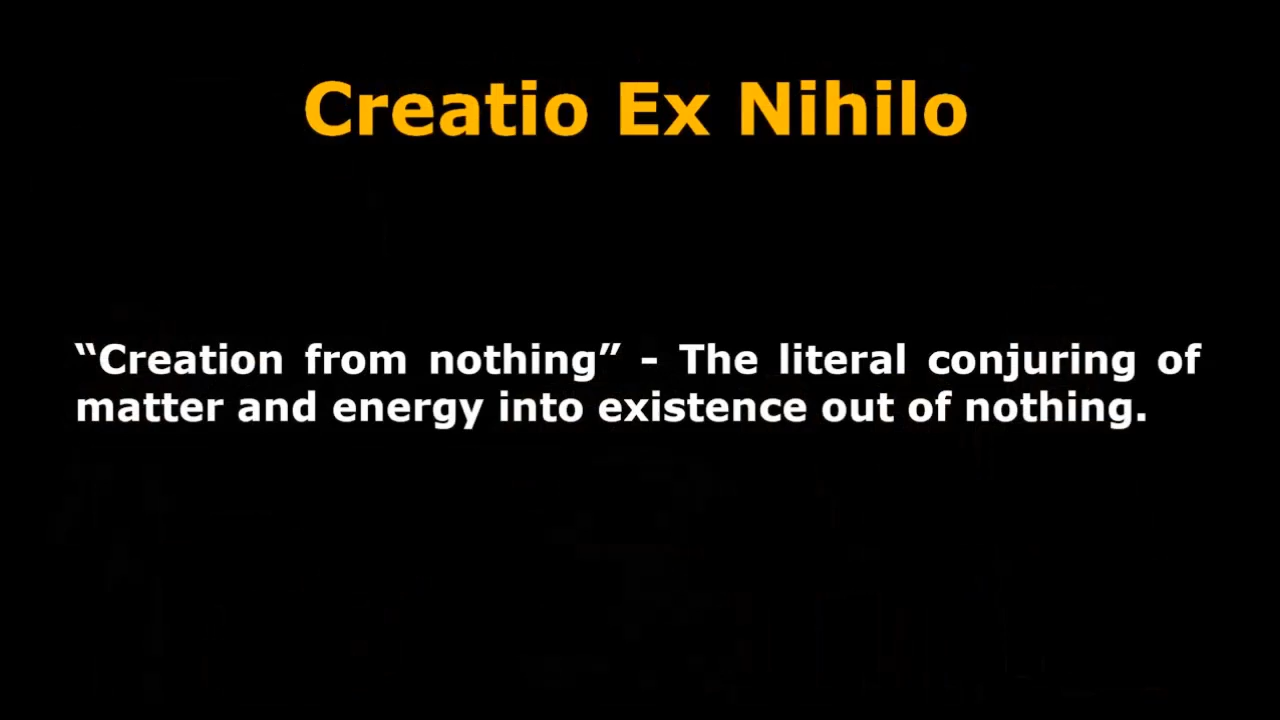 Creatio Ex Nihilo
“Creation from nothing” - The literal conjuring of
matter and energy into existence out of nothing.